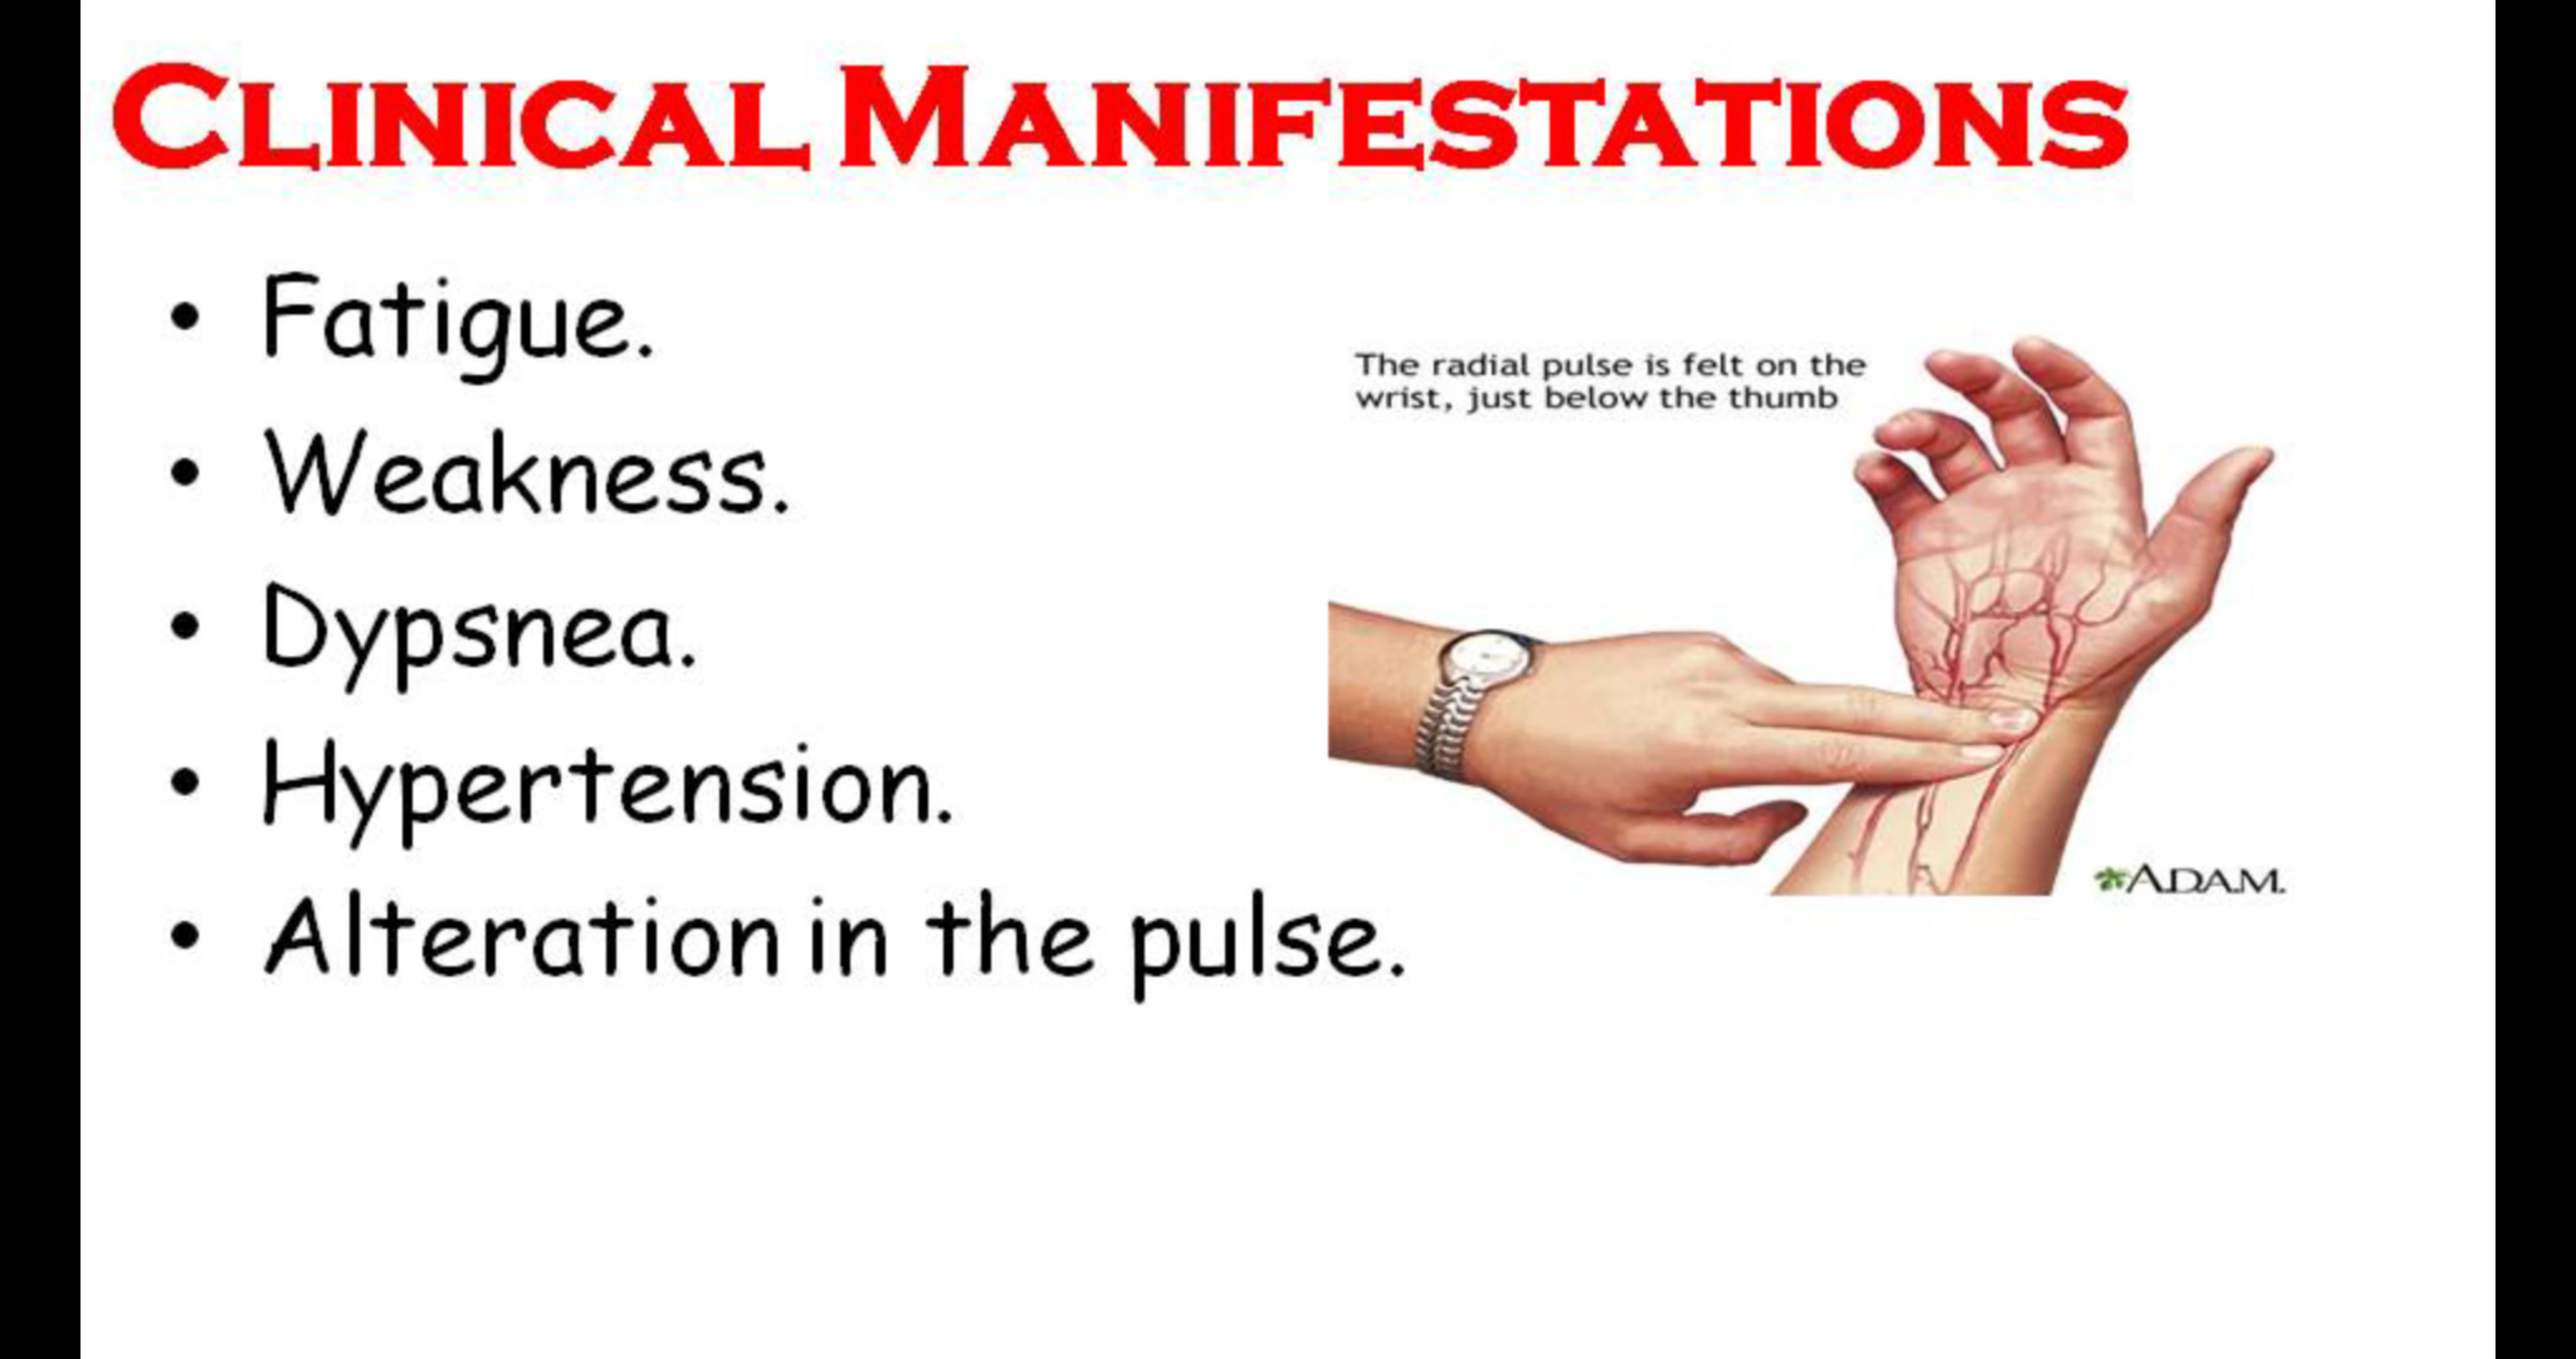 CLINICAL MANIFESTATIONS
• Fatigue.
• Weakness.
• Dypsnea.
• Hypertension.
• Alteration in the pulse.
The radial pulse is felt on the
wrist, just below the thumb
ADAM.